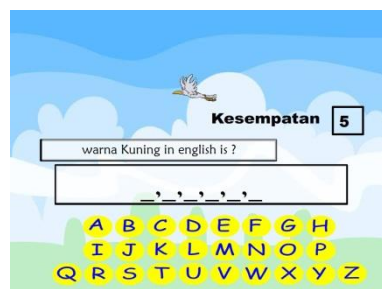 Kesempatan 5
warna Kuning in english is ?
_,_,_,_,_,_
A B C D E F G H
I J K L M N O P
Q R S T U V W X Y Z